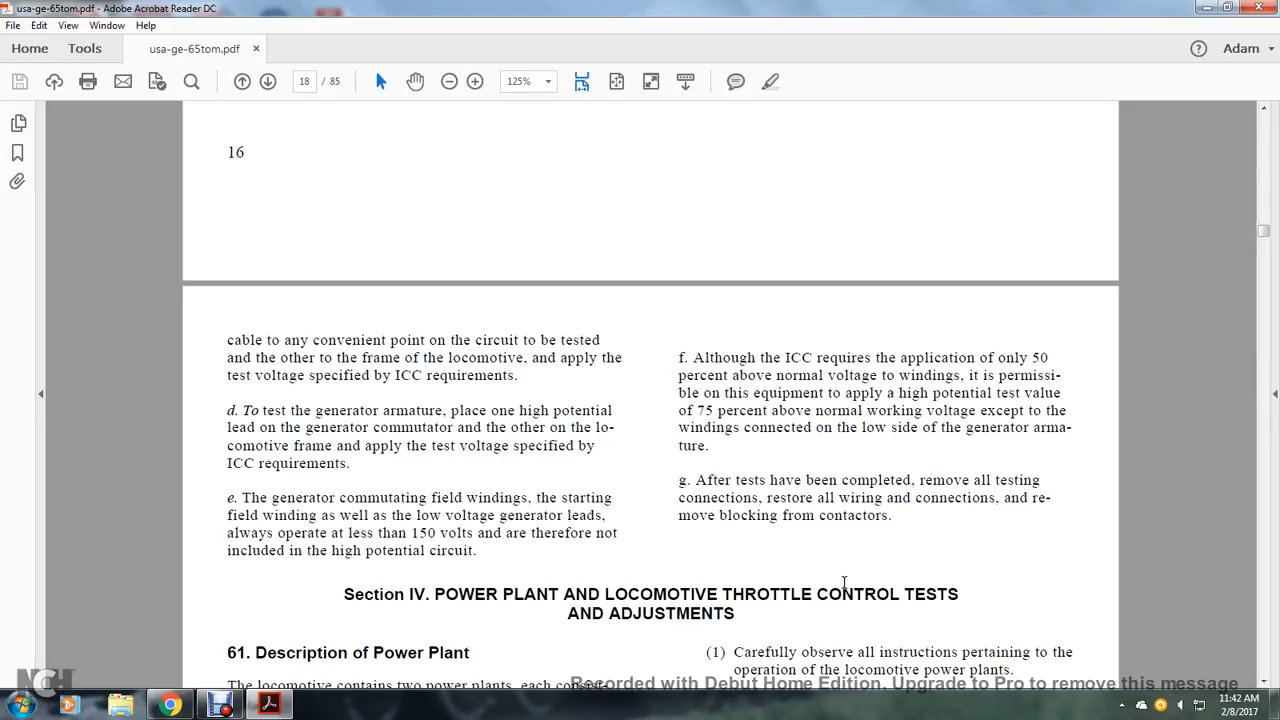 usa-ge-65tom.pdf - Adobe Acrobat Reader DC
File Edit View Window Help
Home Tools usa-ge-65tom.pdf × Adam
18 / 85 125%
16
cable to any convenient point on the circuit to be tested
and the other to the frame of the locomotive, and apply the
test voltage specified by ICC requirements.
d. To test the generator armature, place one high potential
lead on the generator commutator and the other on the lo-
comotive frame and apply the test voltage specified by
ICC requirements.
e. The generator commutating field windings, the starting
field winding as well as the low voltage generator leads,
always operate at less than 150 volts and are therefore not
included in the high potential circuit.
f. Although the ICC requires the application of only 50
percent above normal voltage to windings, it is permissi-
ble on this equipment to apply a high potential test value
of 75 percent above normal working voltage except to the
windings connected on the low side of the generator arma-
ture.
g. After tests have been completed, remove all testing
connections, restore all wiring and connections, and re-
move blocking from contactors.
Section IV. POWER PLANT AND LOCOMOTIVE THROTTLE CONTROL TESTS
AND ADJUSTMENTS
61. Description of Power Plant
The locomotive contains two power plants, each consist-
(1) Carefully observe all instructions pertaining to the
operation of the locomotive power plants.
NCH
Recorded with Debut Home Edition. Upgrade to Pro to remove this message
11:42 AM
2/8/2017